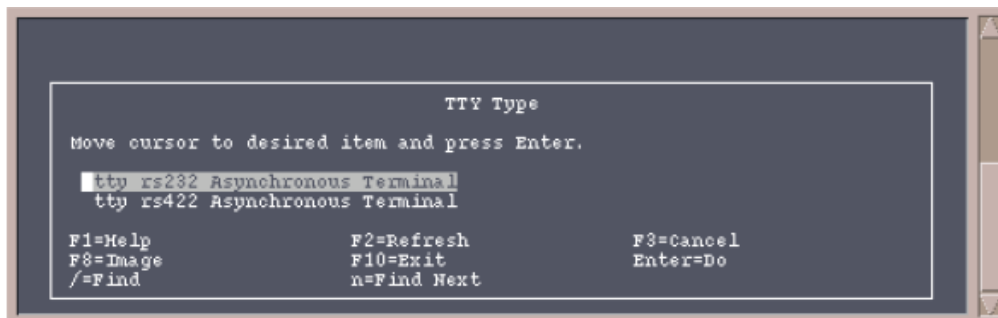 TTY Type
Move cursor to desired item and press Enter.
tty rs232 Asynchronous Terminal
tty rs422 Asynchronous Terminal
F1=Help F2=Refresh F3=Cancel
F8=Image F10=Exit Enter=Do
/=Find n=Find Next